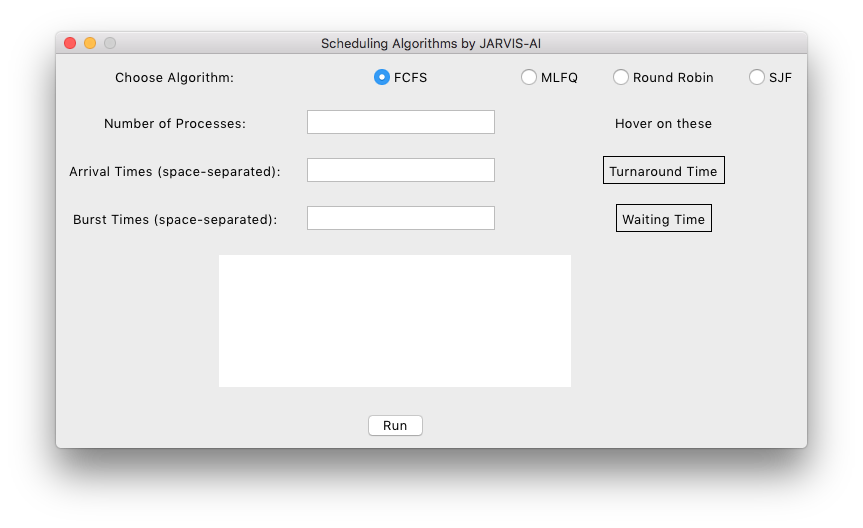 Scheduling Algorithms by JARVIS-AI
Choose Algorithm: FCFS MLFQ Round Robin SJF
Number of Processes: Hover on these
Arrival Times (space-separated): Turnaround Time
Burst Times (space-separated): Waiting Time
Run